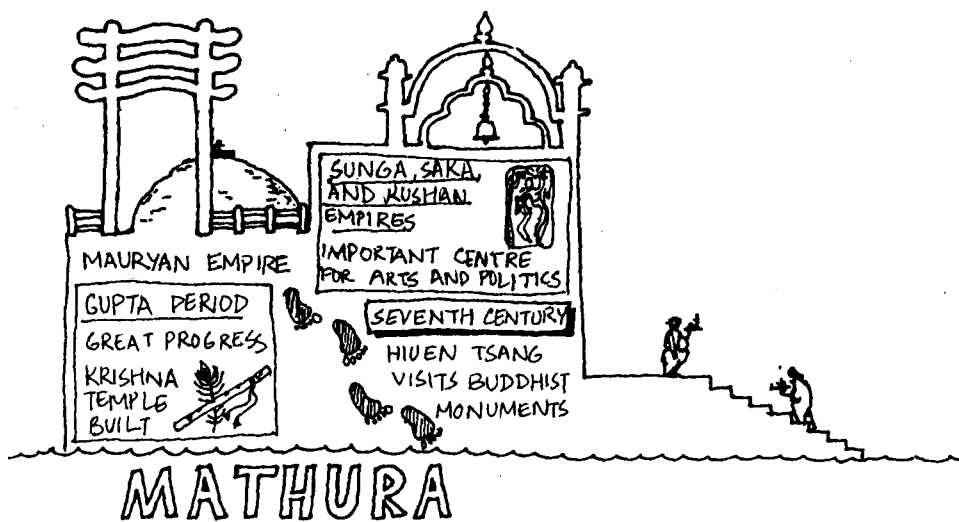 MAURYAN EMPIRE
GUPTA PERIOD
GREAT PROGRESS
KRISHNA
TEMPLE
BUILT
SUNGA, SAKA,
AND KUSHAN
EMPIRES
IMPORTANT CENTRE
FOR ARTS AND POLITICS
SEVENTH CENTURY
HIUEN TSANG
VISITS BUDDHIST
MONUMENTS
MATHURA